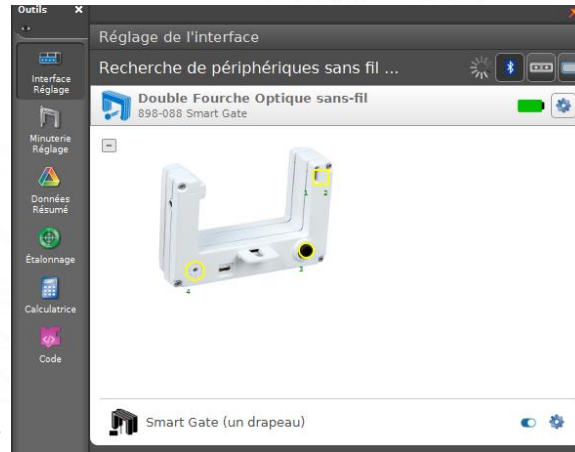 Outils X
Réglage de l'interface
Recherche de périphériques sans fil ...
Interface
Réglage
Double Fourche Optique sans-fil
898-088 Smart Gate
Minuterie
Réglage
Données
Résumé
Étalonnage
Calculatrice
Code
1 2
3
4
Smart Gate (un drapeau)